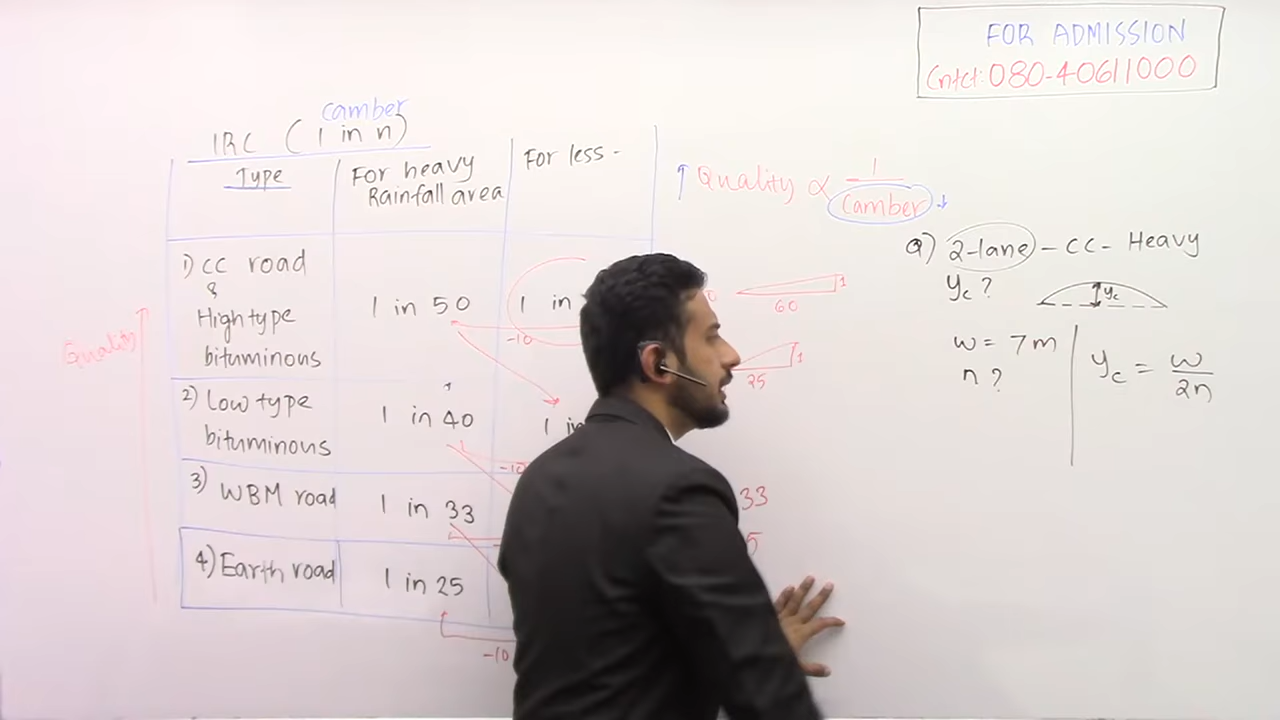 FOR ADMISSION
Cntct: 080-40611000
camber
IRC ( 1 in n)
Type
For heavy
Rainfall area
For less -
1) CC road
&
High type
bituminous
1 in 50
1 in
-10
2) Low type
bituminous
1 in 40
1 in
-10
3) WBM road
1 in 33
33
4) Earth road
1 in 25
5
-10
Quality
↑ Quality ∝ 1
Camber ↓
60
1
25
1
Q) 2-lane - CC - Heavy
yc ?
yc
w = 7m
n ?
yc = w
2n